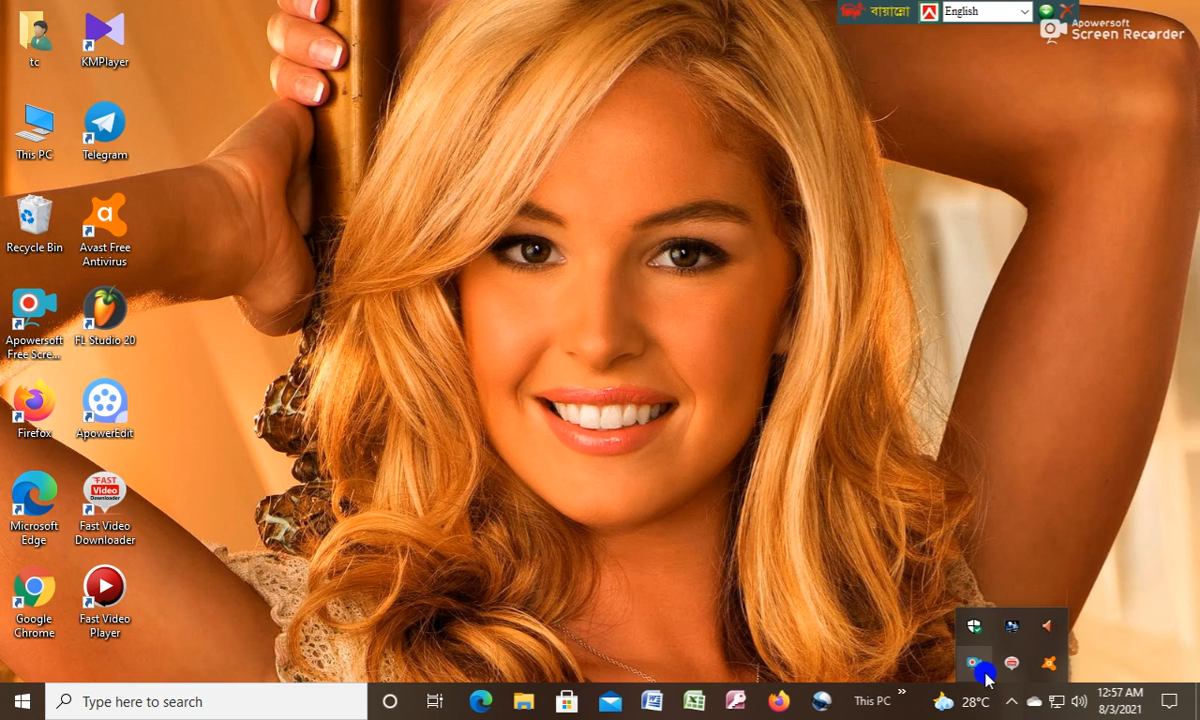 বায়ান্নো
English
Apowersoft
Screen Recorder
tc
KMPlayer
This PC
Telegram
Recycle Bin
Avast Free
Antivirus
Apowersoft
Free Scre...
FL Studio 20
Firefox
ApowerEdit
FAST
Video
Downloader
Microsoft
Edge
Fast Video
Downloader
Google
Chrome
Fast Video
Player
Type here to search
This PC
28°C
12:57 AM
8/3/2021